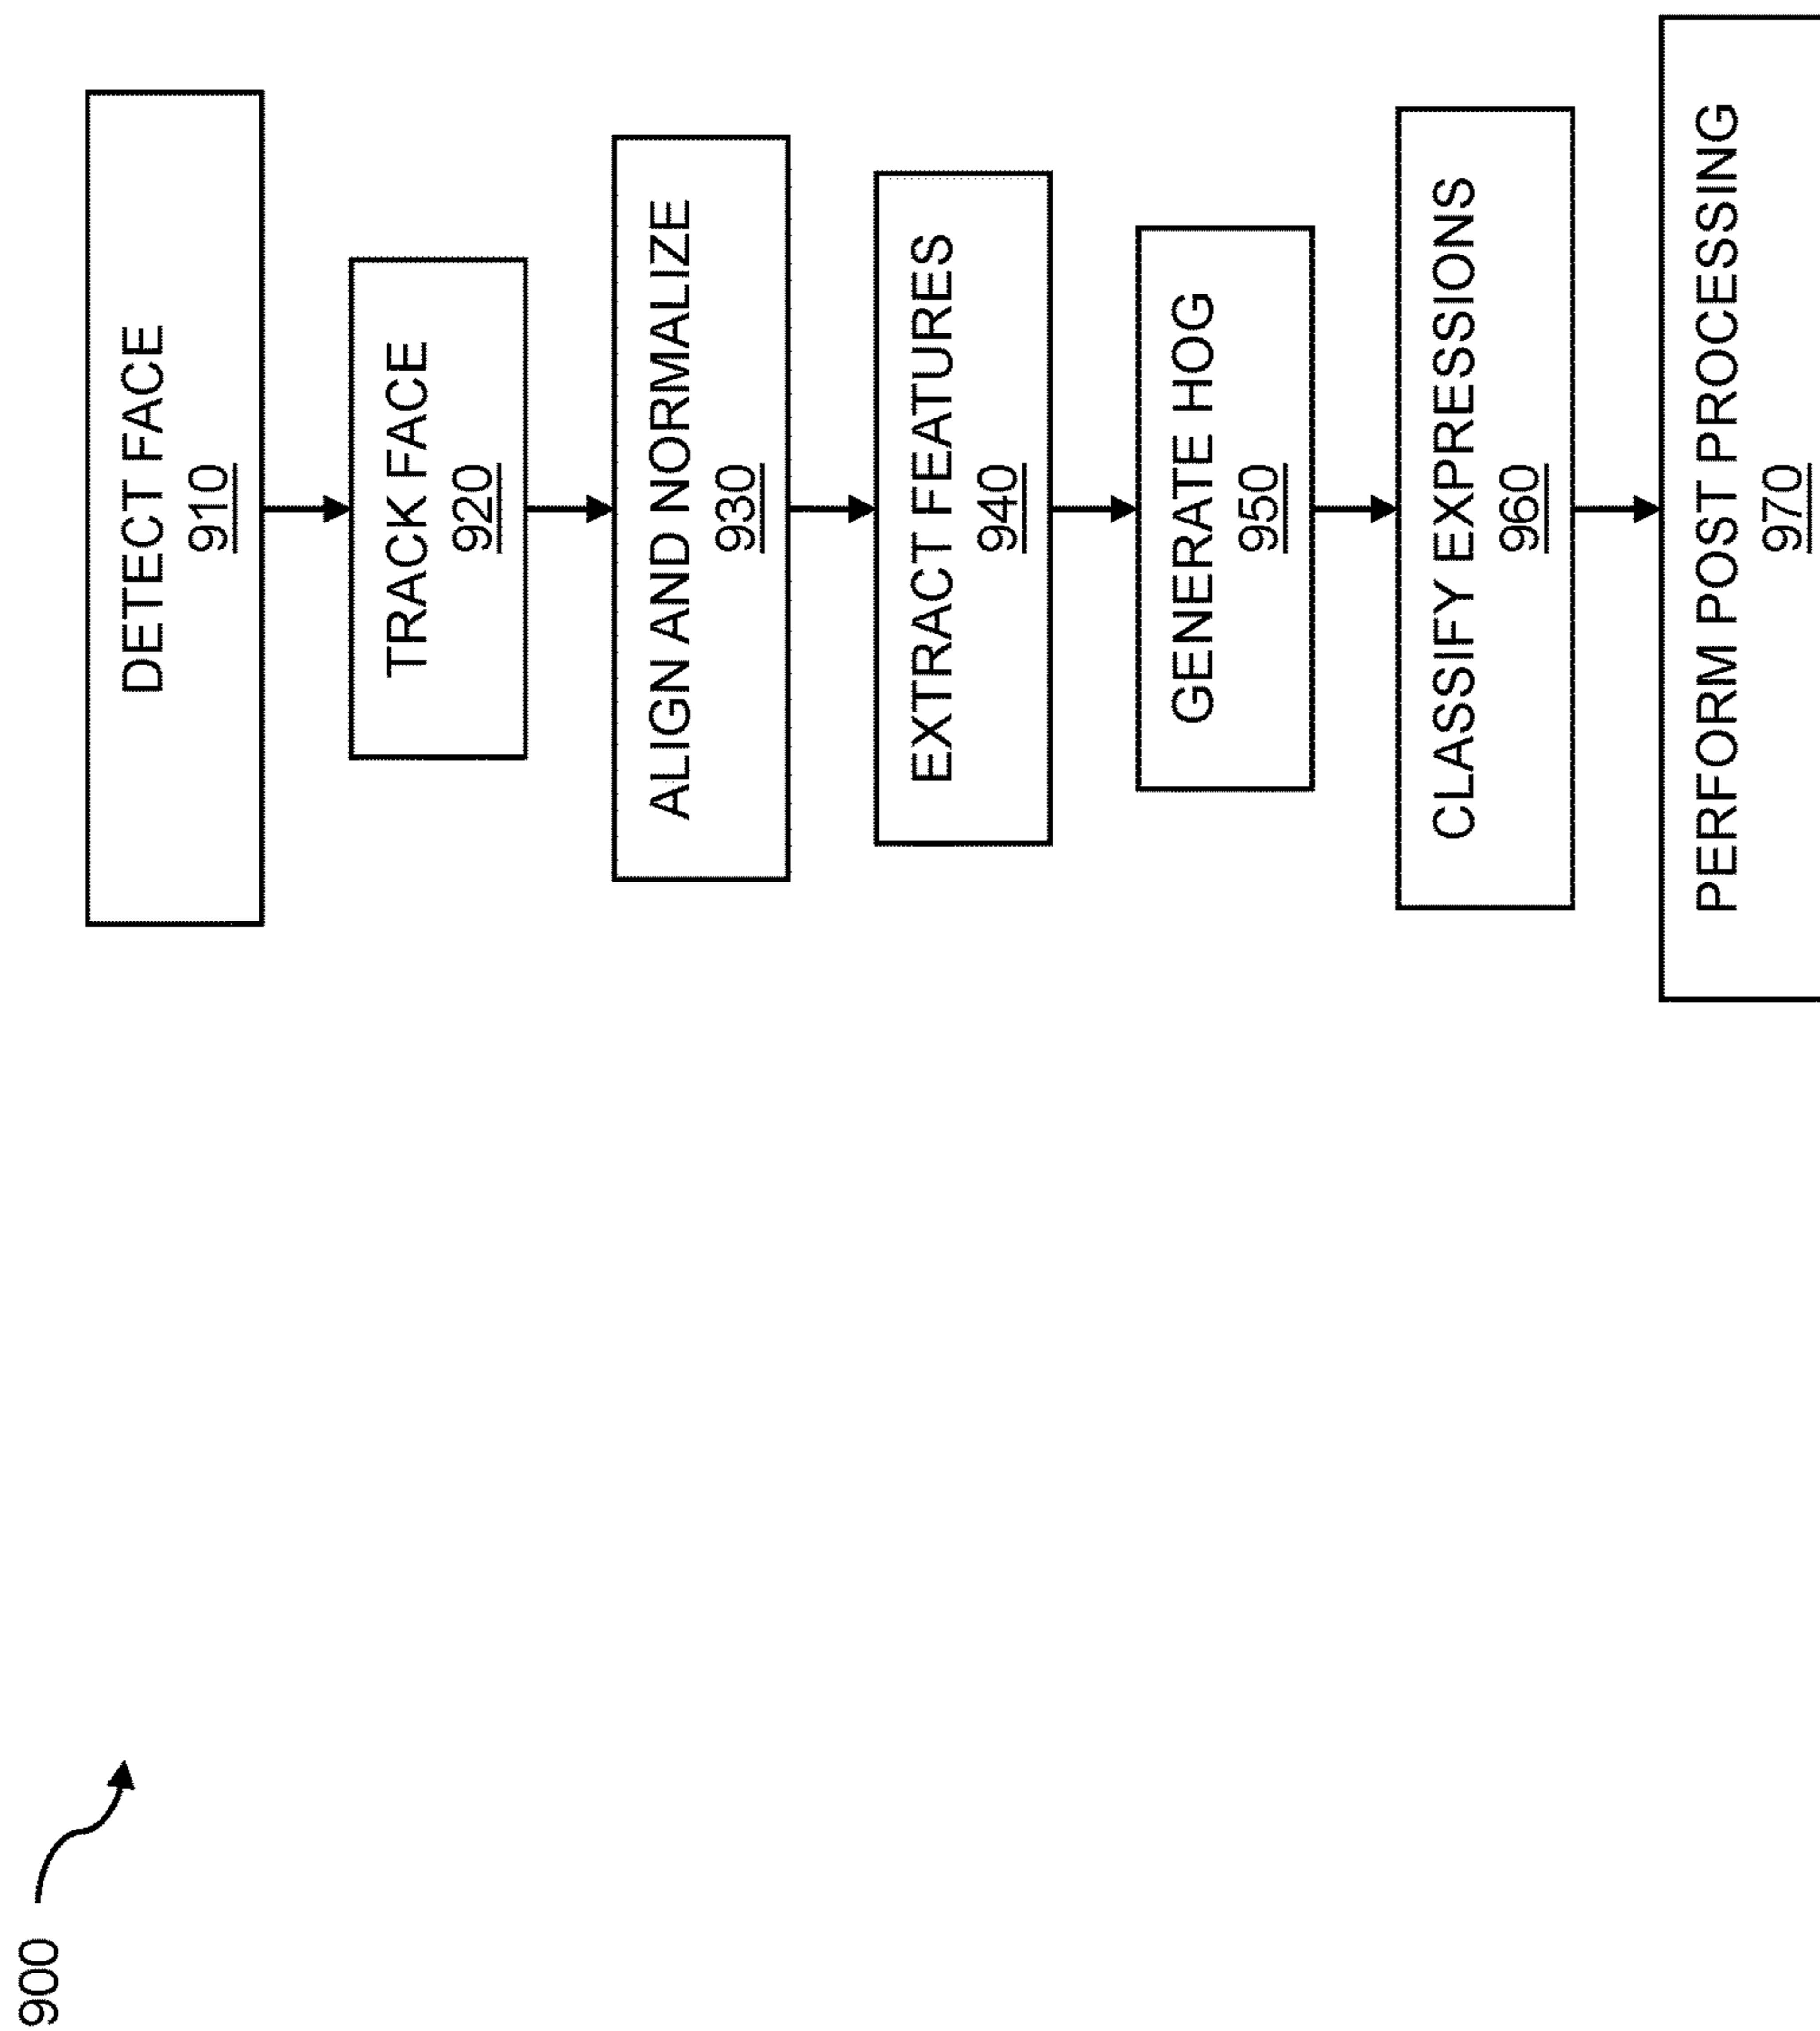 900
DETECT FACE
910
TRACK FACE
920
ALIGN AND NORMALIZE
930
EXTRACT FEATURES
940
GENERATE HOG
950
CLASSIFY EXPRESSIONS
960
PERFORM POST PROCESSING
970